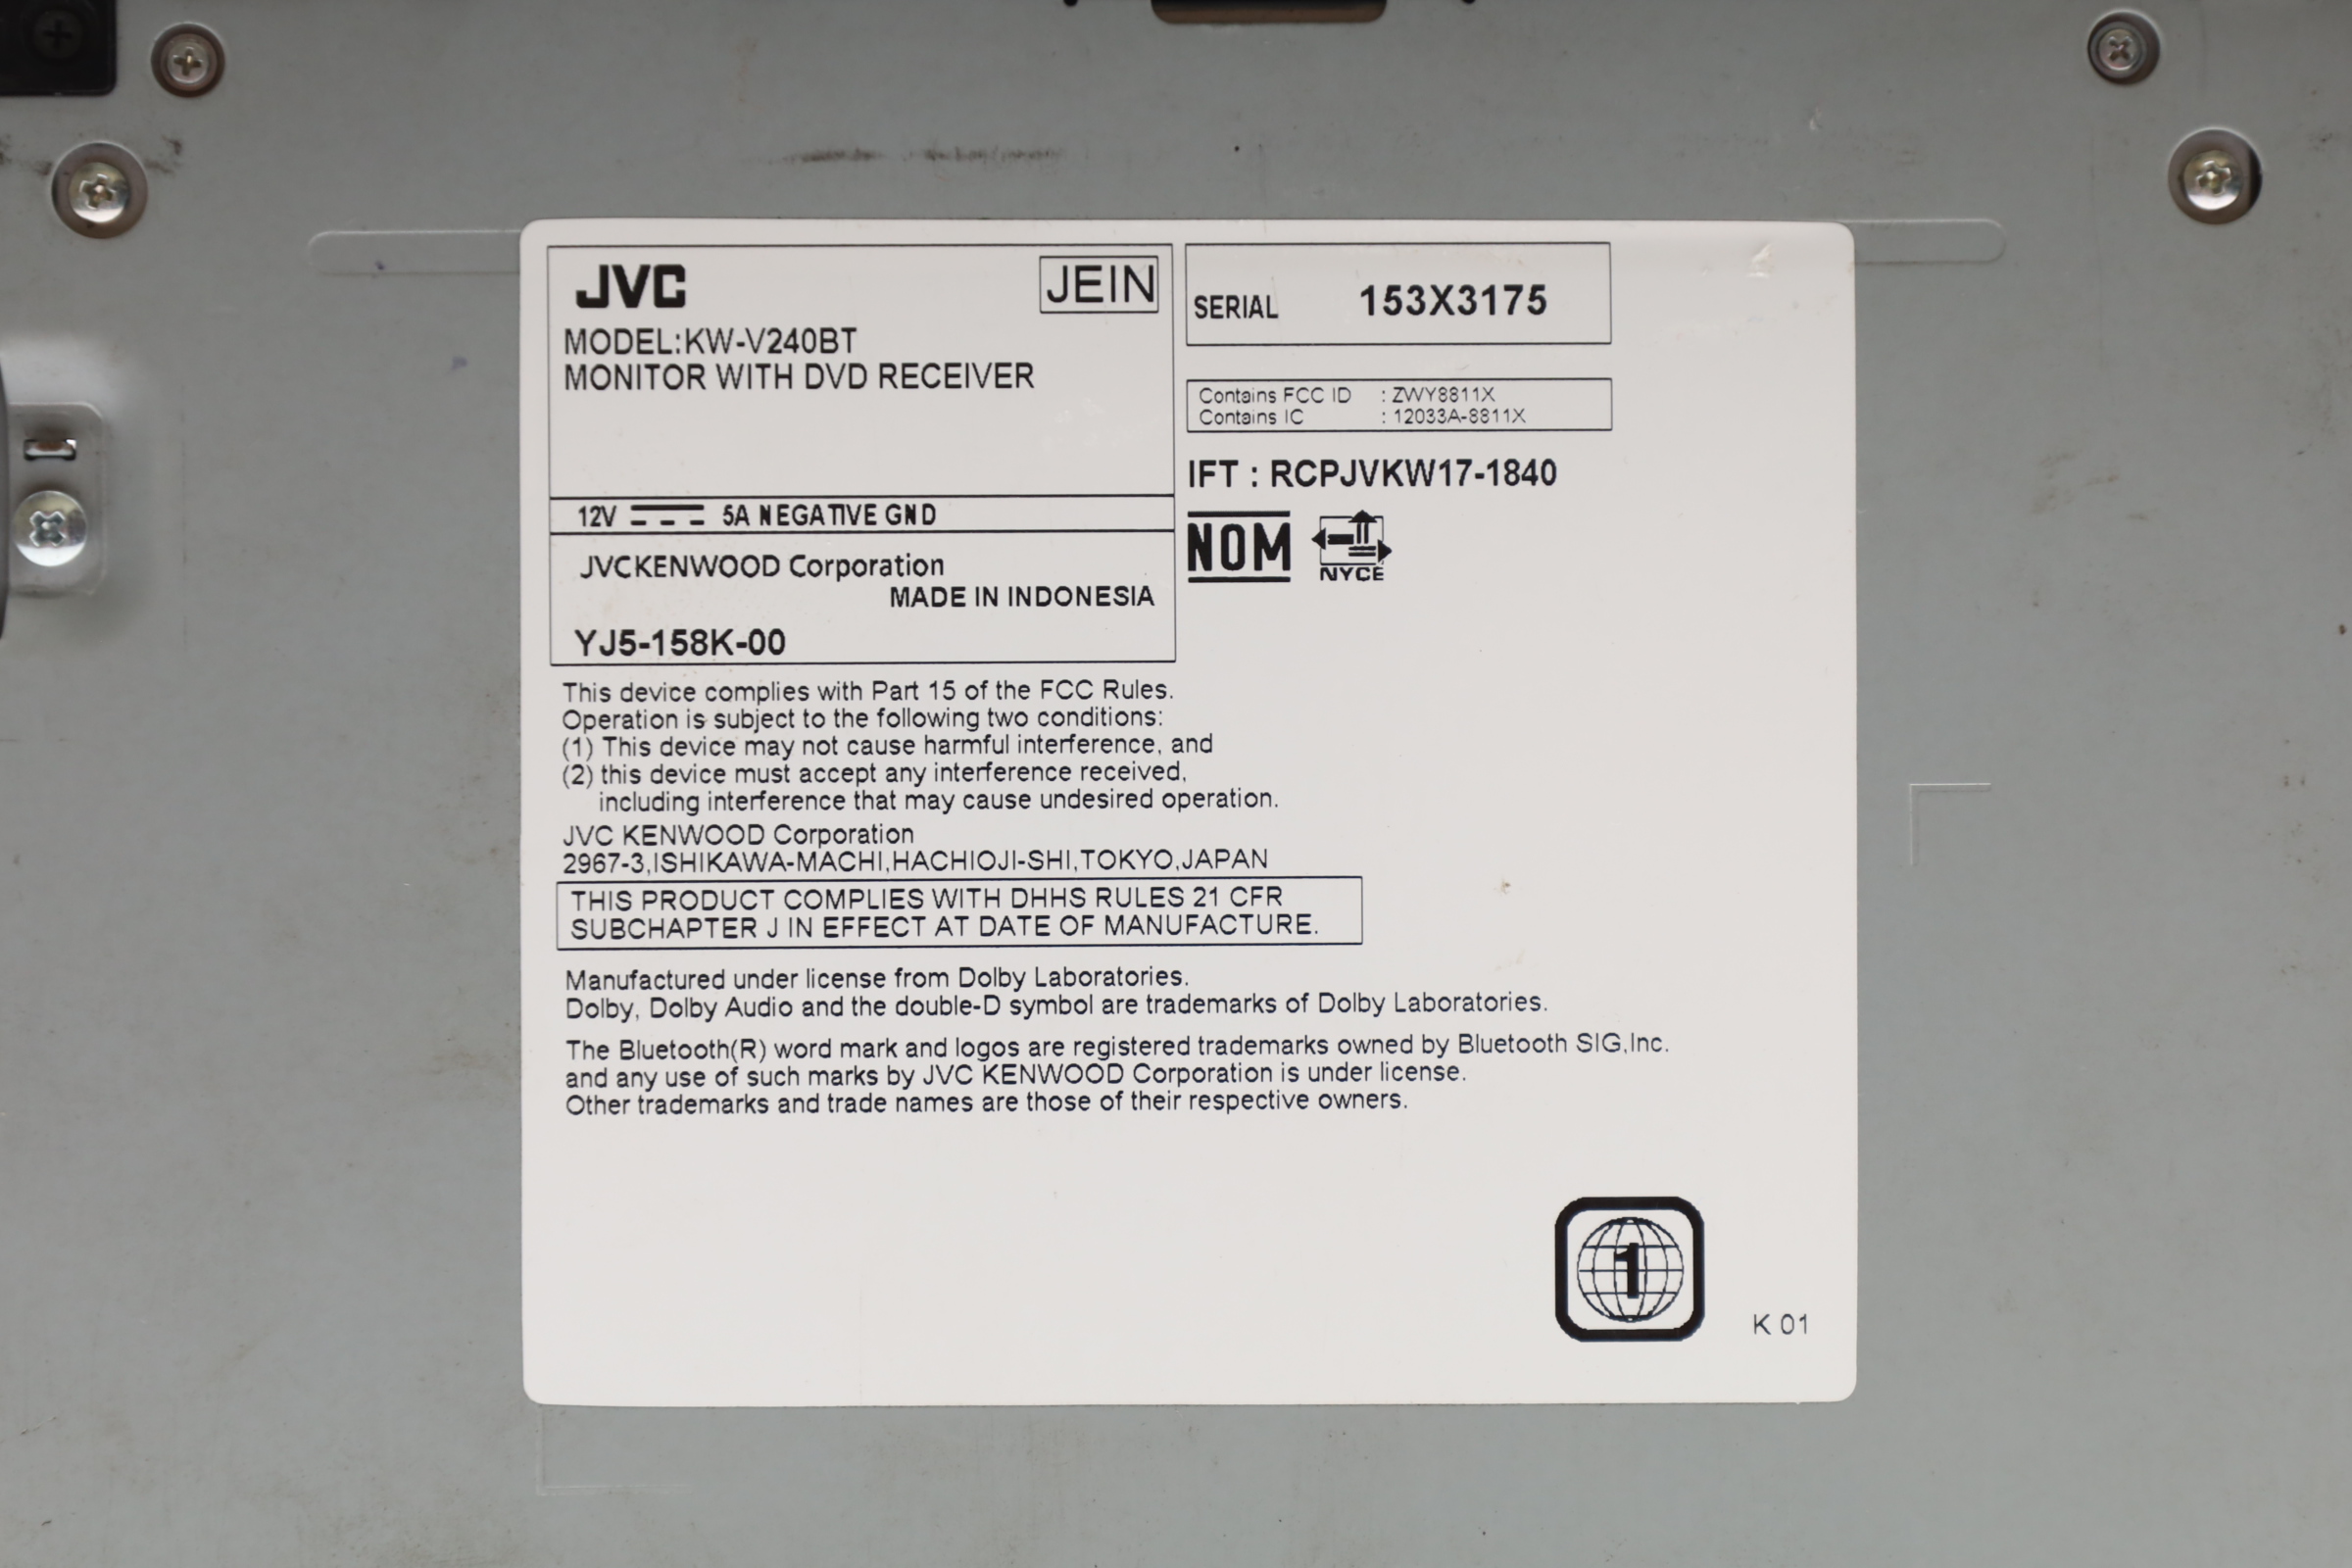 JVC
JEIN
MODEL:KW-V240BT
MONITOR WITH DVD RECEIVER
12V 5A NEGATIVE GND
JVCKENWOOD Corporation
MADE IN INDONESIA
YJ5-158K-00
SERIAL 153X3175
Contains FCC ID : ZWY8811X
Contains IC : 12033A-8811X
IFT : RCPJVKW17-1840
NOM
NYCE
This device complies with Part 15 of the FCC Rules.
Operation is subject to the following two conditions:
(1) This device may not cause harmful interference, and
(2) this device must accept any interference received,
including interference that may cause undesired operation.
JVC KENWOOD Corporation
2967-3,ISHIKAWA-MACHI,HACHIOJI-SHI,TOKYO,JAPAN
THIS PRODUCT COMPLIES WITH DHHS RULES 21 CFR
SUBCHAPTER J IN EFFECT AT DATE OF MANUFACTURE.
Manufactured under license from Dolby Laboratories.
Dolby, Dolby Audio and the double-D symbol are trademarks of Dolby Laboratories.
The Bluetooth(R) word mark and logos are registered trademarks owned by Bluetooth SIG,Inc.
and any use of such marks by JVC KENWOOD Corporation is under license.
Other trademarks and trade names are those of their respective owners.
1
K 01